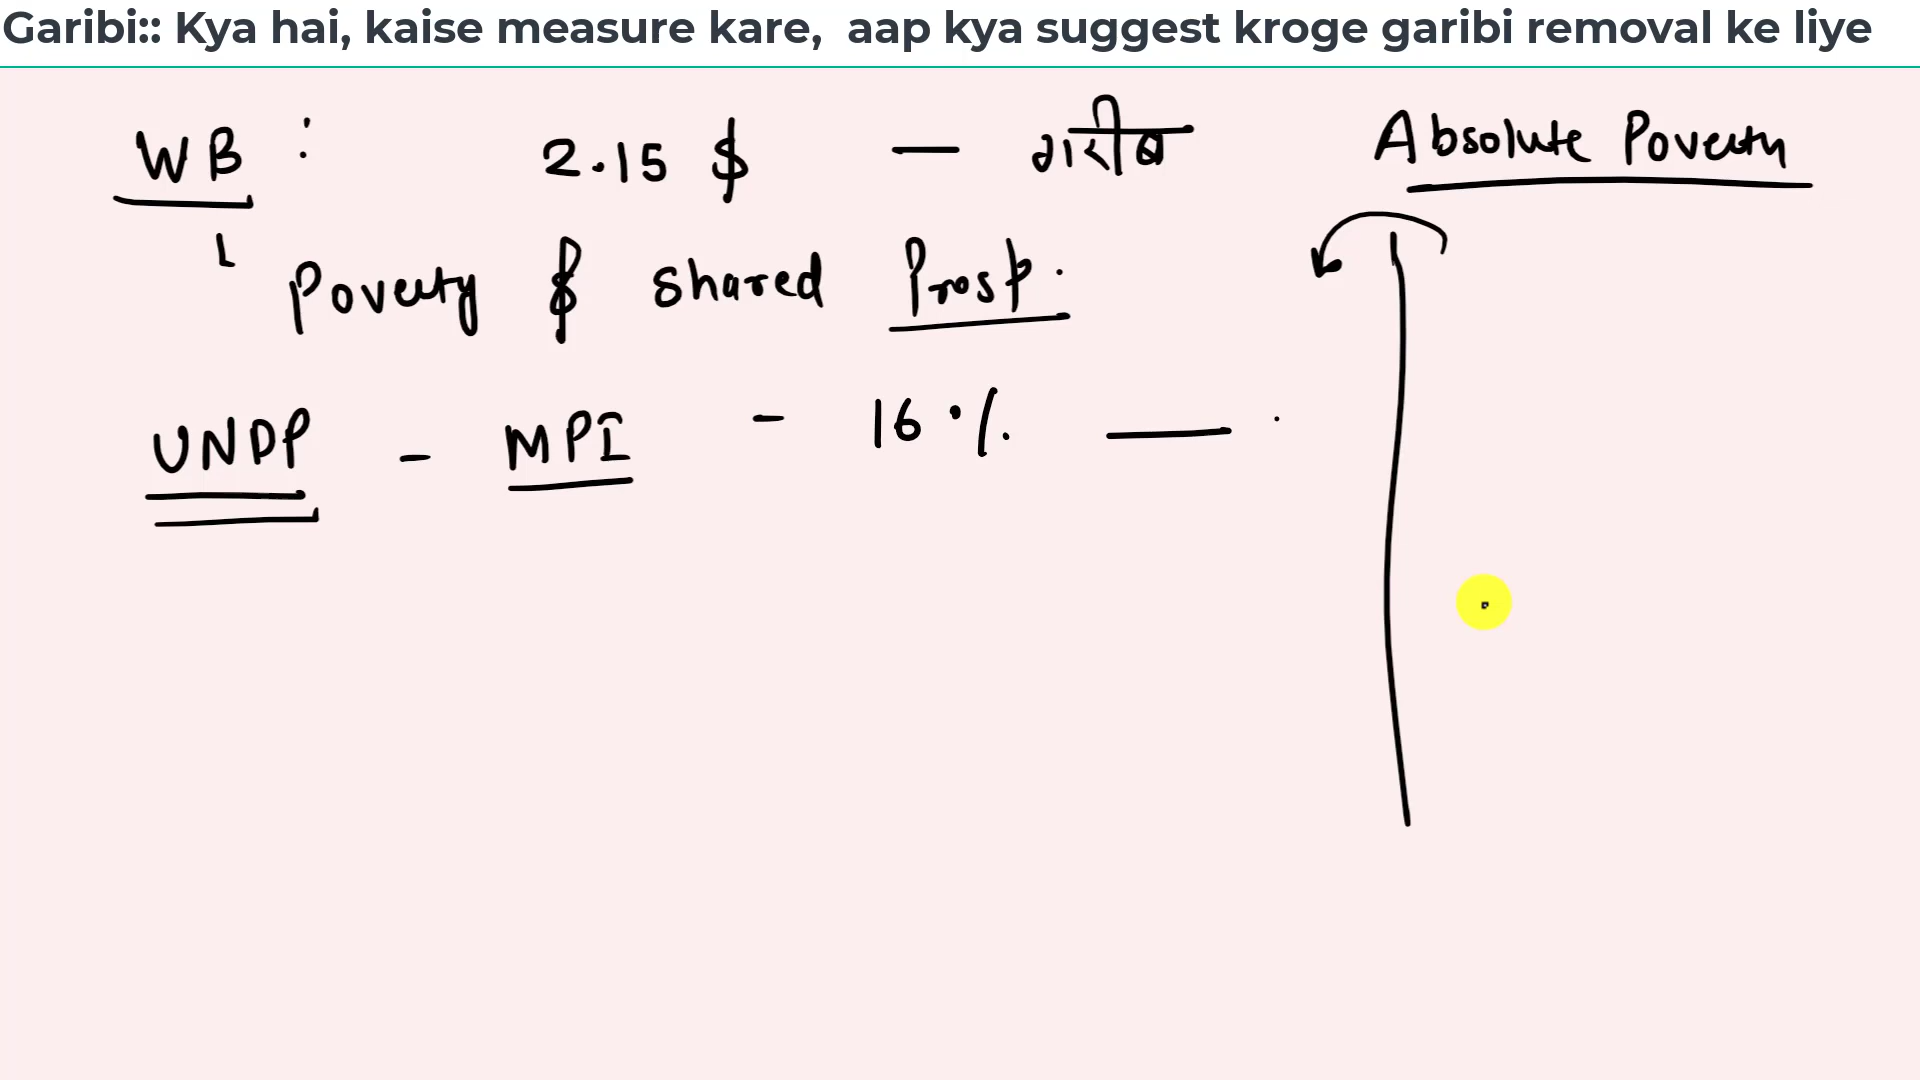 Garibi:: Kya hai, kaise measure kare, aap kya suggest kroge garibi removal ke liye
WB : 2.15 $ — गरीब
Absolute Poverty
Poverty & shared Prosp.
UNDP - MPI - 16 % —